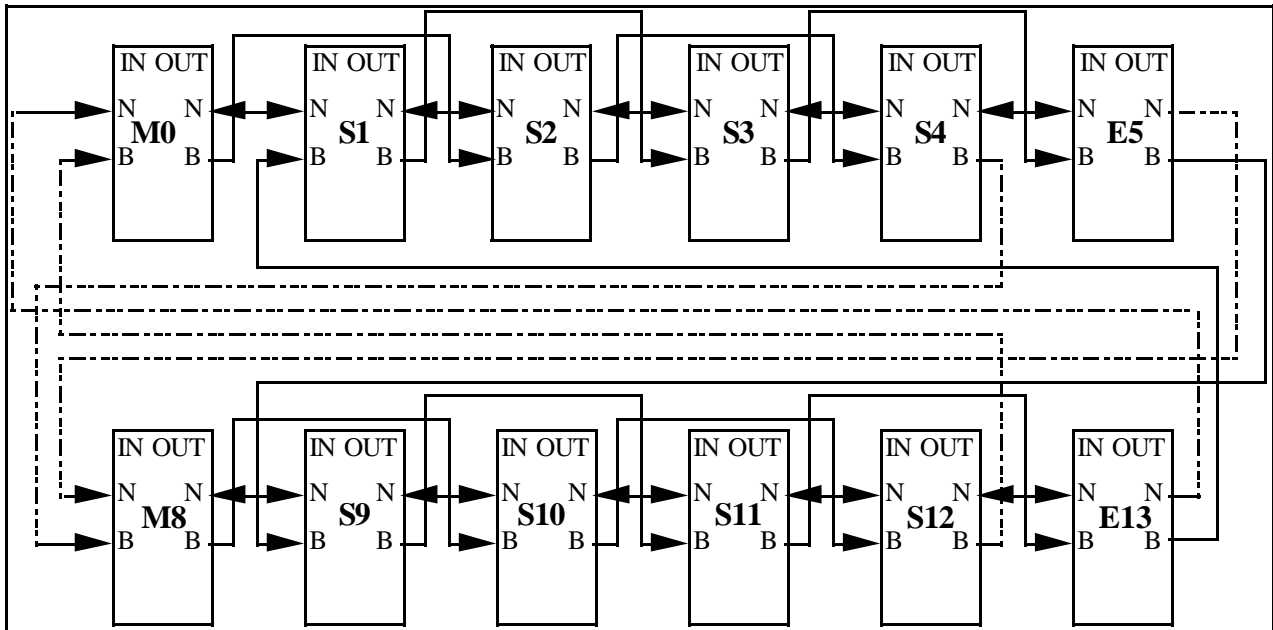 IN OUT IN OUT IN OUT IN OUT IN OUT IN OUT
N N N N N N N N N N N N
M0 S1 S2 S3 S4 E5
B B B B B B B B B B B B
IN OUT IN OUT IN OUT IN OUT IN OUT IN OUT
N N N N N N N N N N N N
M8 S9 S10 S11 S12 E13
B B B B B B B B B B B B